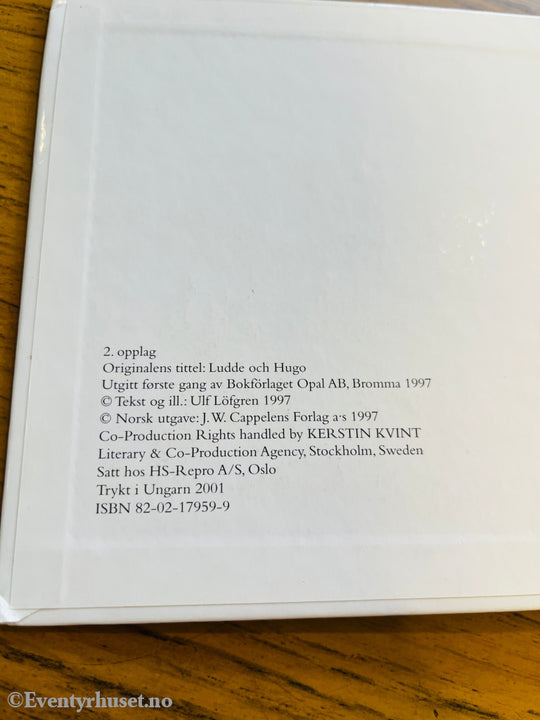 2. opplag
Originalens tittel: Ludde och Hugo
Utgitt første gang av Bokförlaget Opal AB, Bromma 1997
© Tekst og ill.: Ulf Löfgren 1997
© Norsk utgave: J.W. Cappelens Forlag a·s 1997
Co-Production Rights handled by KERSTIN KVINT
Literary & Co-Production Agency, Stockholm, Sweden
Satt hos HS-Repro A/S, Oslo
Trykt i Ungarn 2001
ISBN 82-02-17959-9
©Eventyrhuset.no